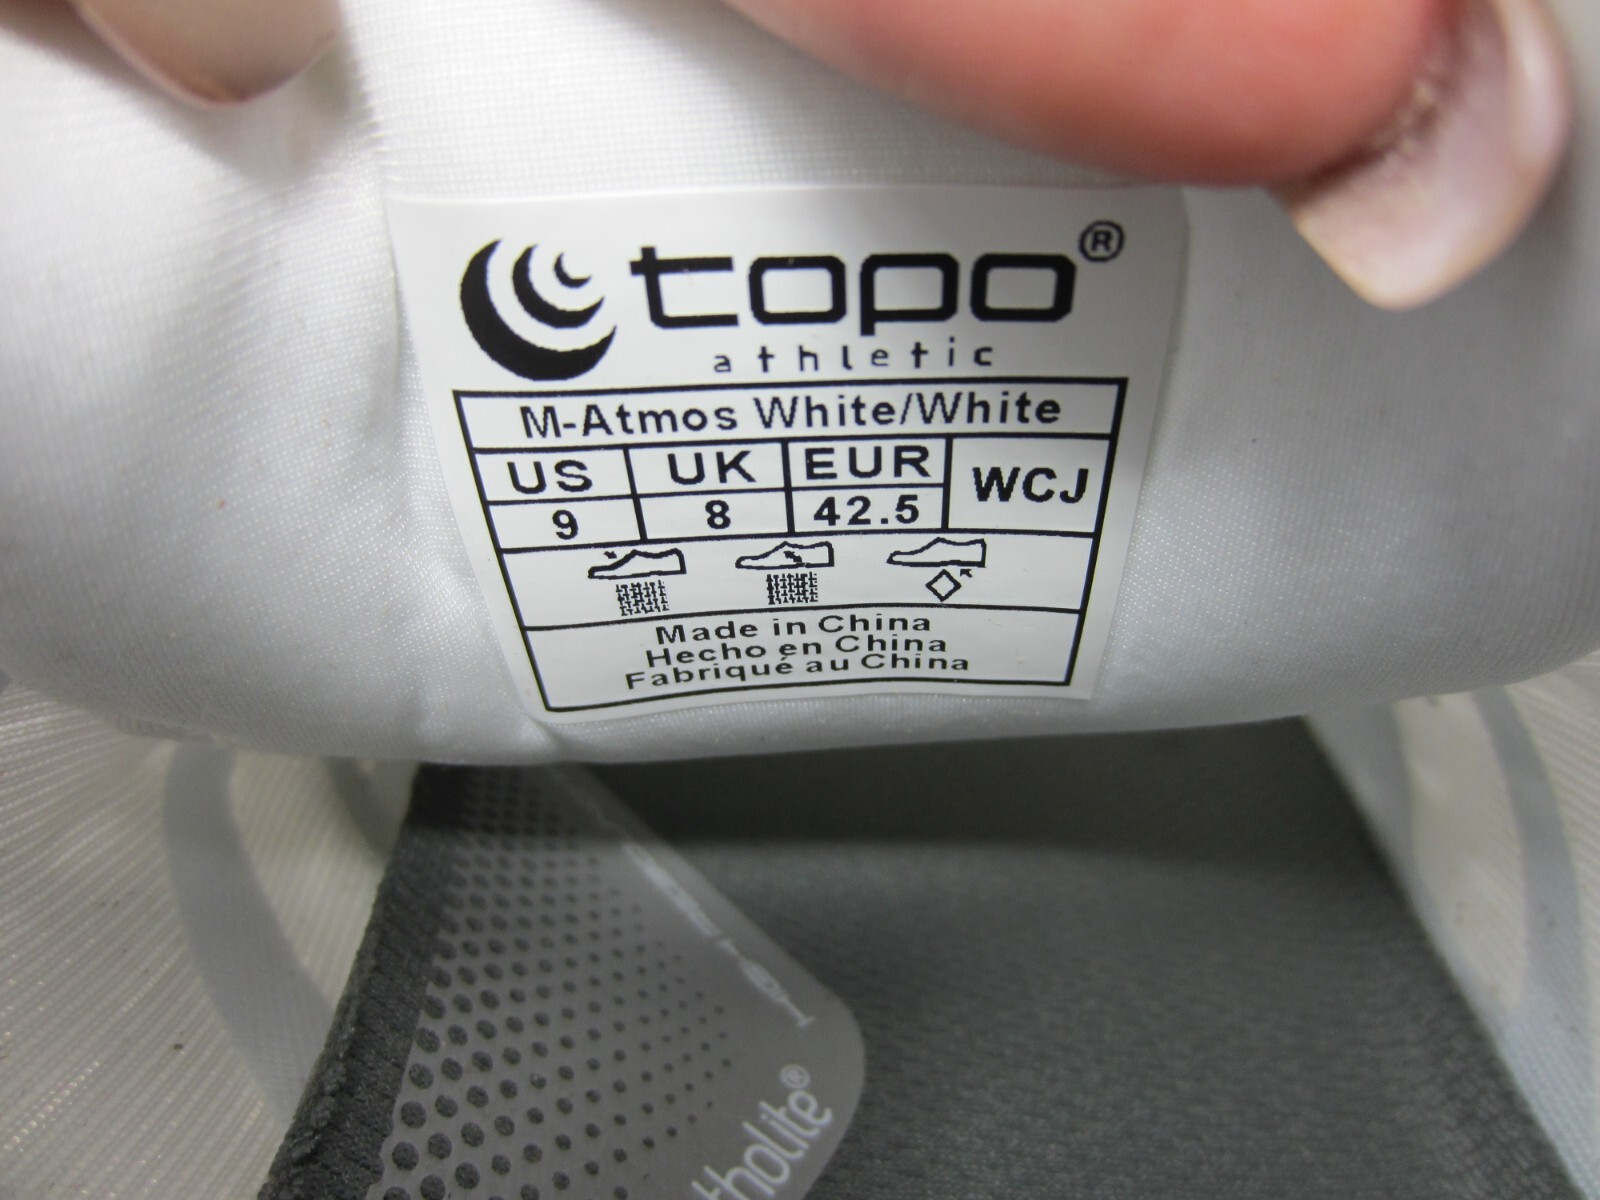 topo®
athletic
M-Atmos White/White
US UK EUR WCJ
9 8 42.5
Made in China
Hecho en China
Fabriqué au China
tholite®